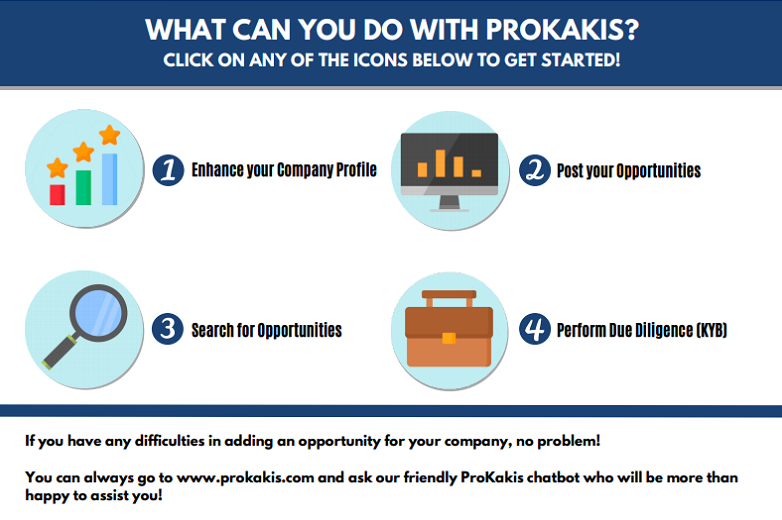 WHAT CAN YOU DO WITH PROKAKIS?
CLICK ON ANY OF THE ICONS BELOW TO GET STARTED!
1 Enhance your Company Profile
2 Post your Opportunities
3 Search for Opportunities
4 Perform Due Diligence (KYB)
If you have any difficulties in adding an opportunity for your company, no problem!
You can always go to www.prokakis.com and ask our friendly ProKakis chatbot who will be more than
happy to assist you!